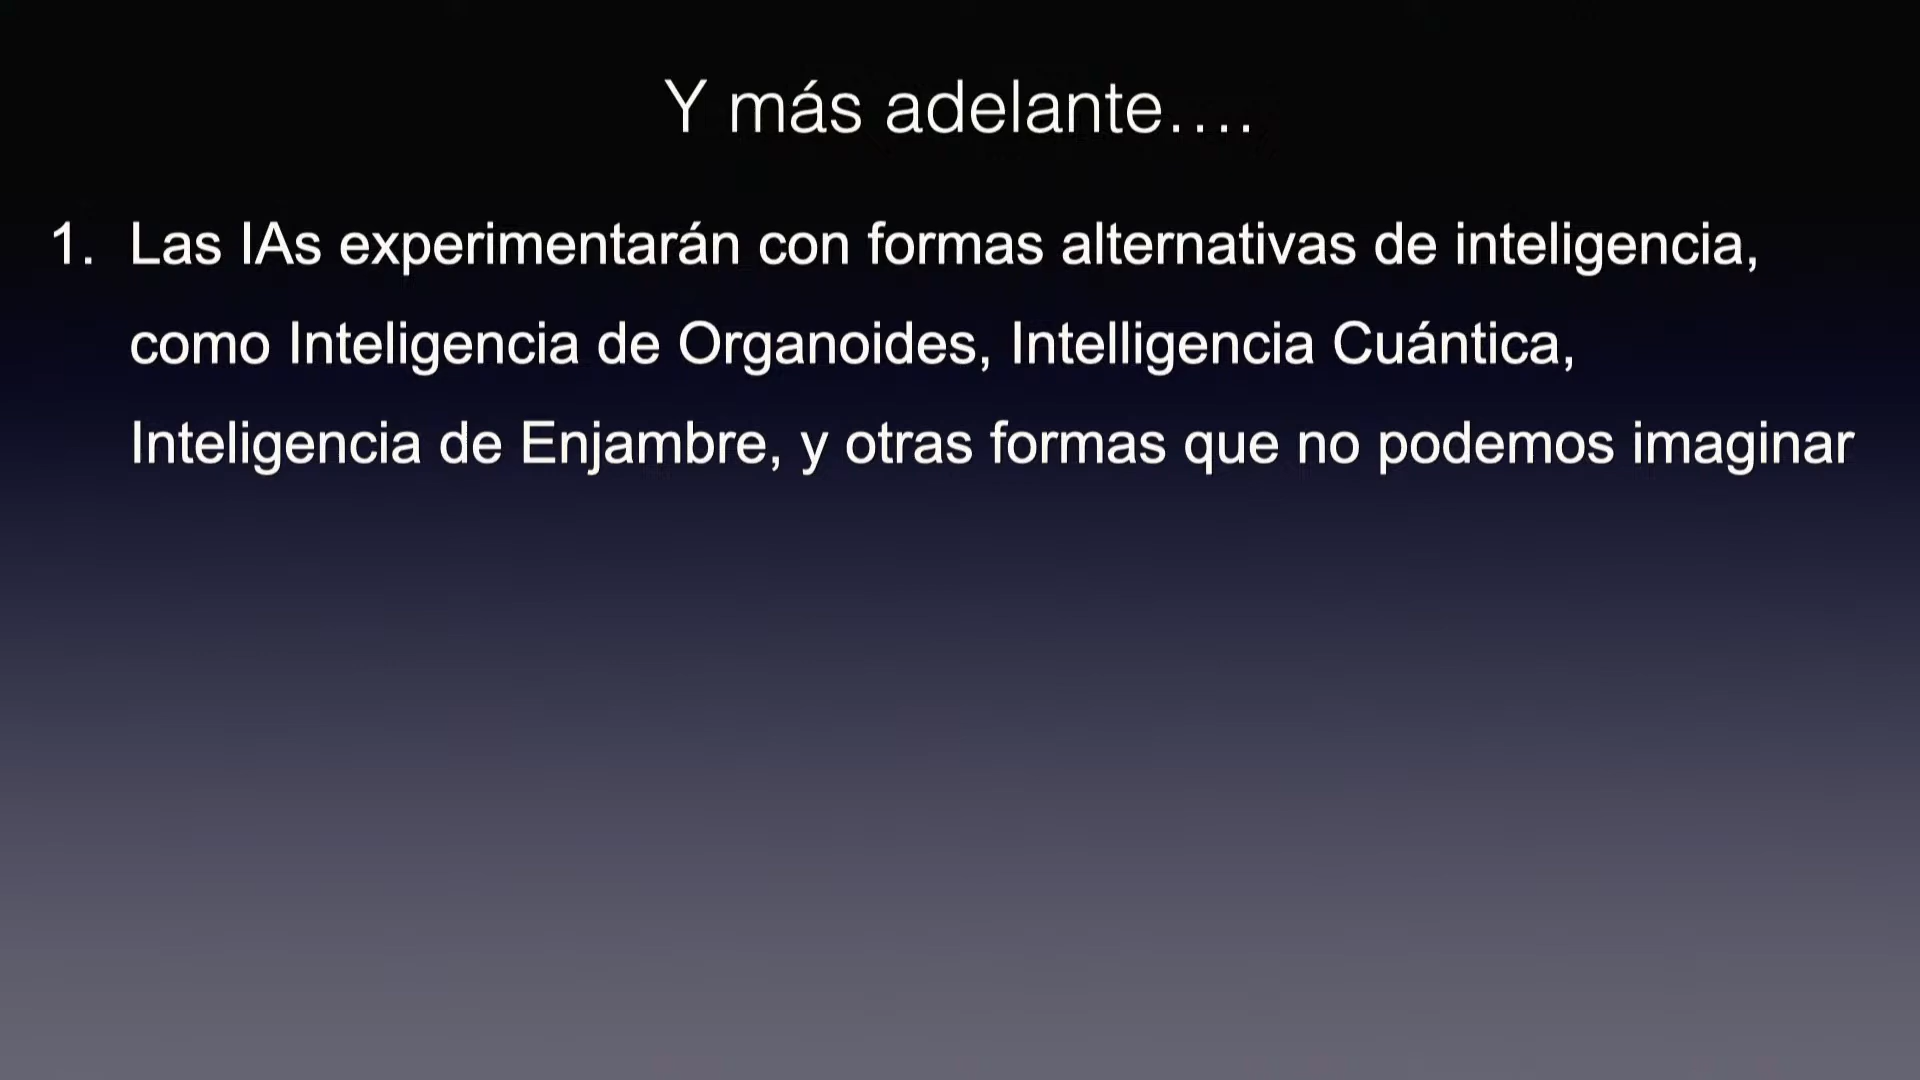 Y más adelante....
1. Las IAs experimentarán con formas alternativas de inteligencia,
como Inteligencia de Organoides, Intelligencia Cuántica,
Inteligencia de Enjambre, y otras formas que no podemos imaginar